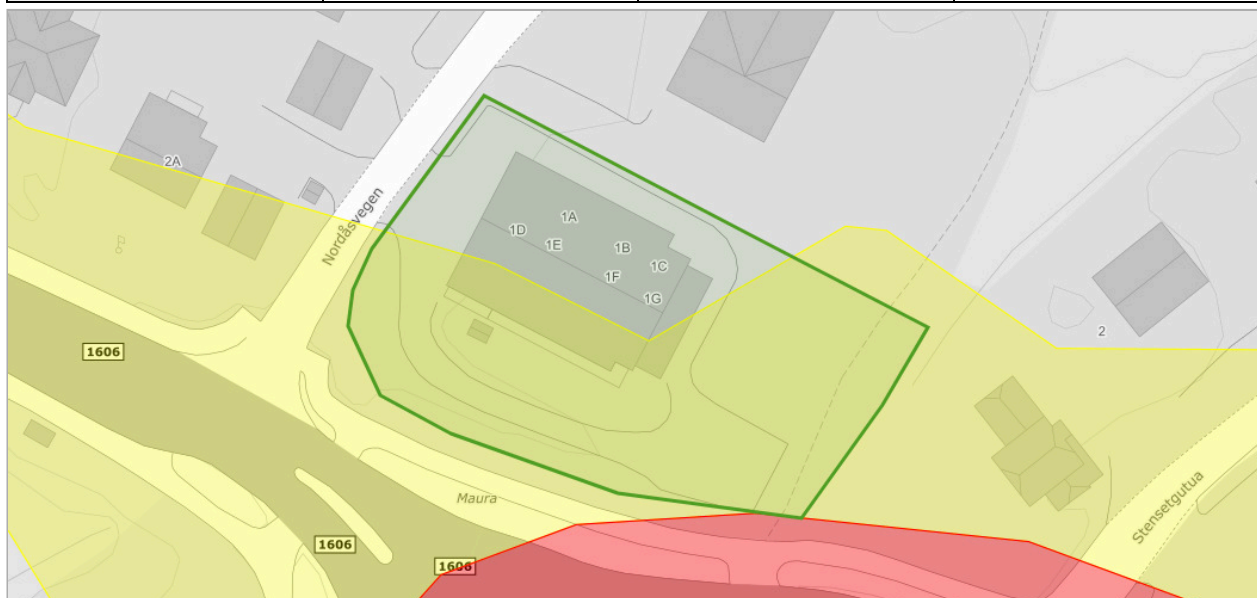 2A
Nordåsvegen
1A
1D
1E
1B
1C
1F
1G
2
1606
Maura
Stensetgutua
1606
1606